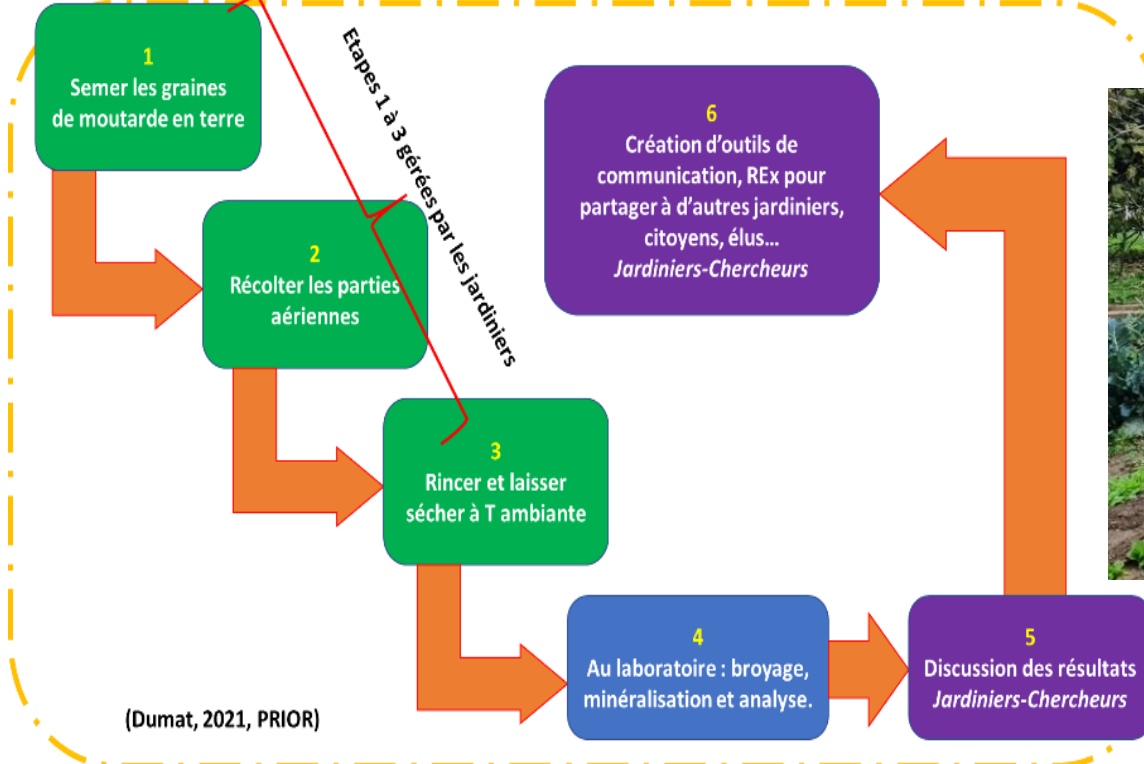 1
Semer les graines
de moutarde en terre
Etapes 1 à 3 gérées par les jardiniers
2
Récolter les parties
aériennes
3
Rincer et laisser
sécher à T ambiante
4
Au laboratoire : broyage,
minéralisation et analyse.
5
Discussion des résultats
Jardiniers-Chercheurs
6
Création d'outils de
communication, REx pour
partager à d'autres jardiniers,
citoyens, élus…
Jardiniers-Chercheurs
(Dumat, 2021, PRIOR)